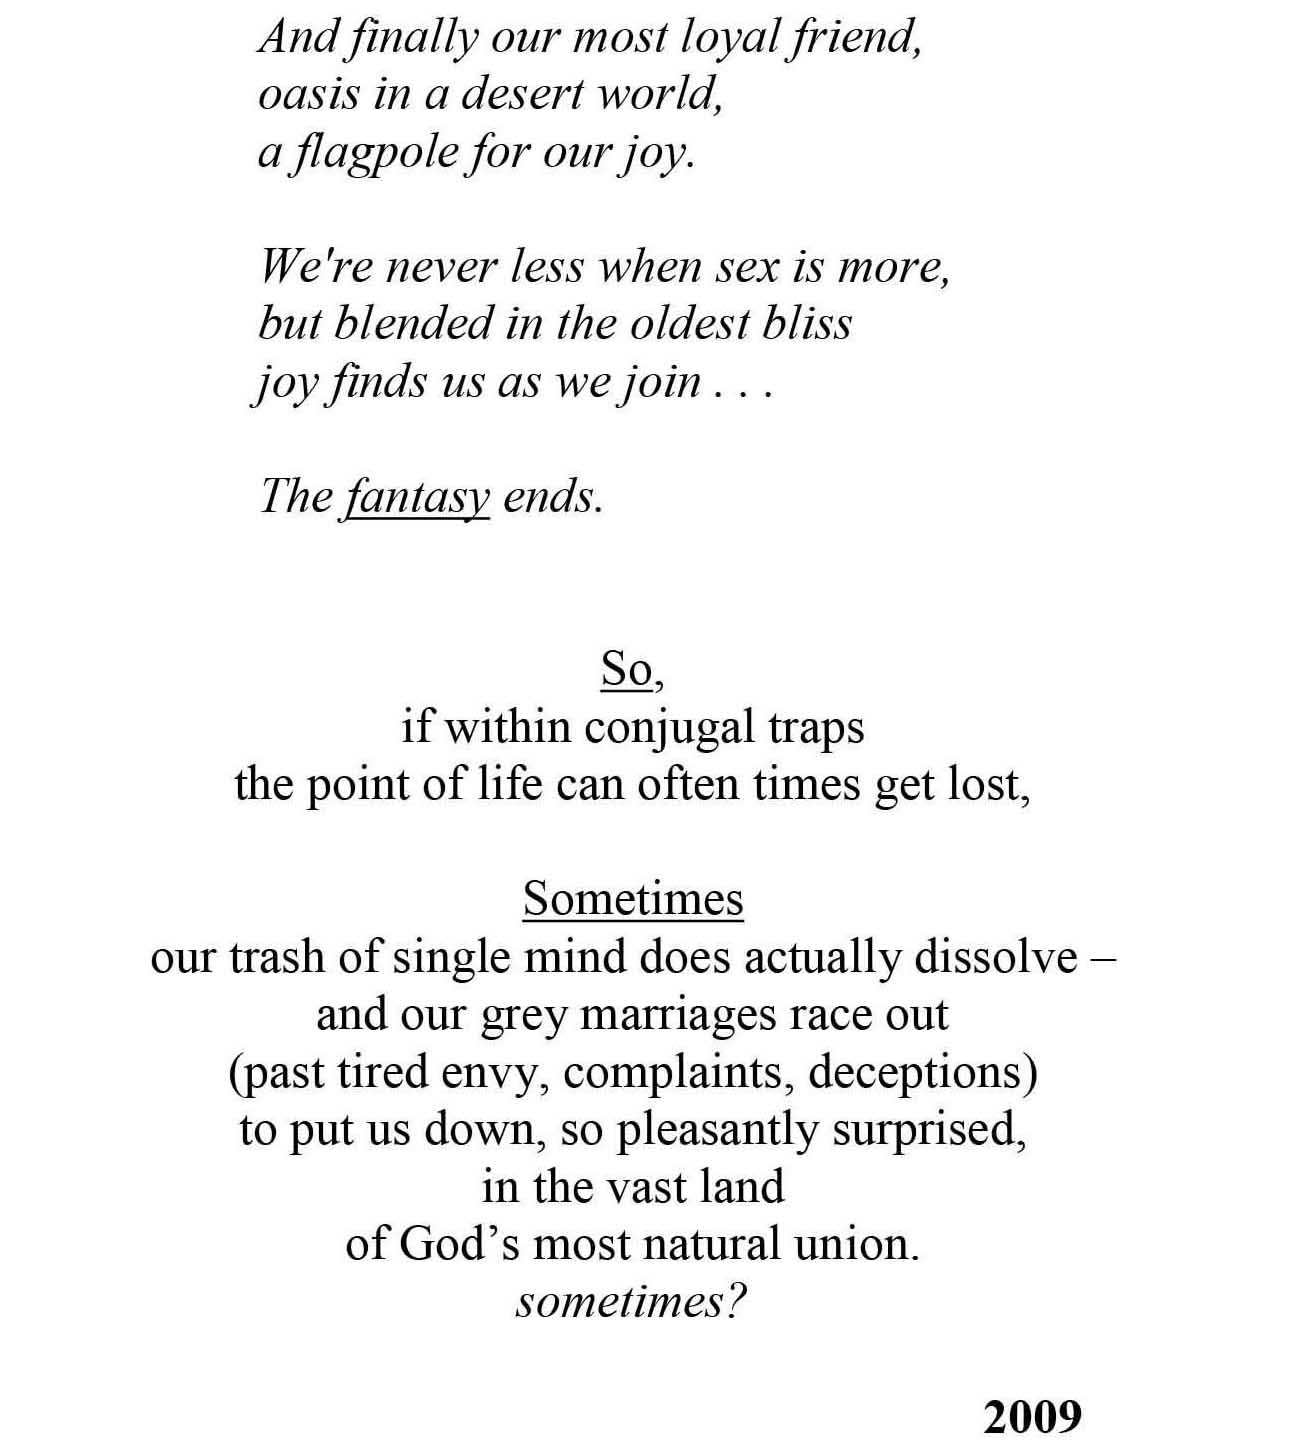 And finally our most loyal friend,
oasis in a desert world,
a flagpole for our joy.
We're never less when sex is more,
but blended in the oldest bliss
joy finds us as we join . . .
The fantasy ends.
So,
if within conjugal traps
the point of life can often times get lost,
Sometimes
our trash of single mind does actually dissolve –
and our grey marriages race out
(past tired envy, complaints, deceptions)
to put us down, so pleasantly surprised,
in the vast land
of God’s most natural union.
sometimes?
2009